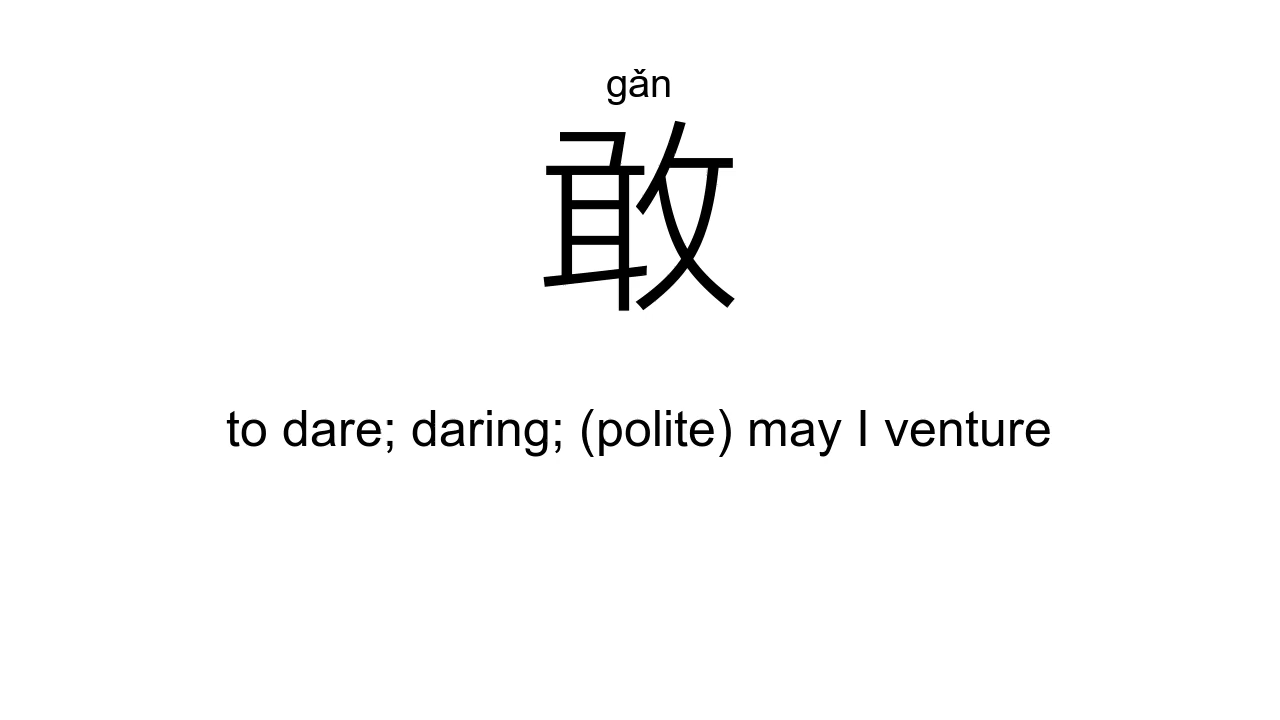 gǎn
敢
to dare; daring; (polite) may I venture